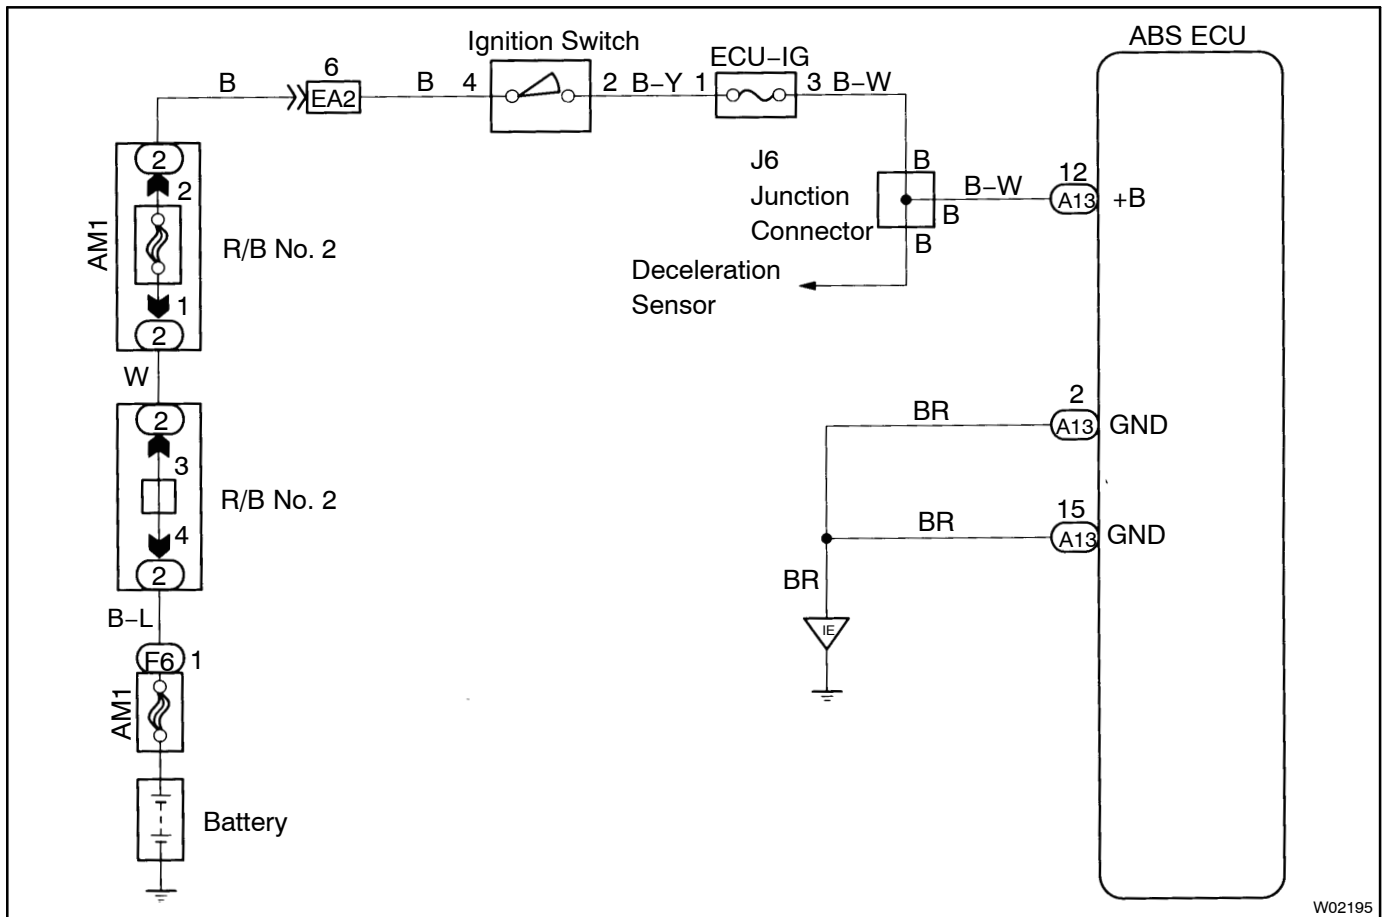 Ignition Switch
ECU-IG
ABS ECU
B
6
EA2
B
4
2
B-Y
1
3
B-W
2
2
AM1
R/B No. 2
1
2
J6
Junction
Connector
B
B
B
B-W
12
A13
+B
Deceleration
Sensor
W
2
3
R/B No. 2
4
2
BR
2
A13
GND
BR
15
A13
GND
BR
IE
B-L
F6
1
AM1
Battery
W02195